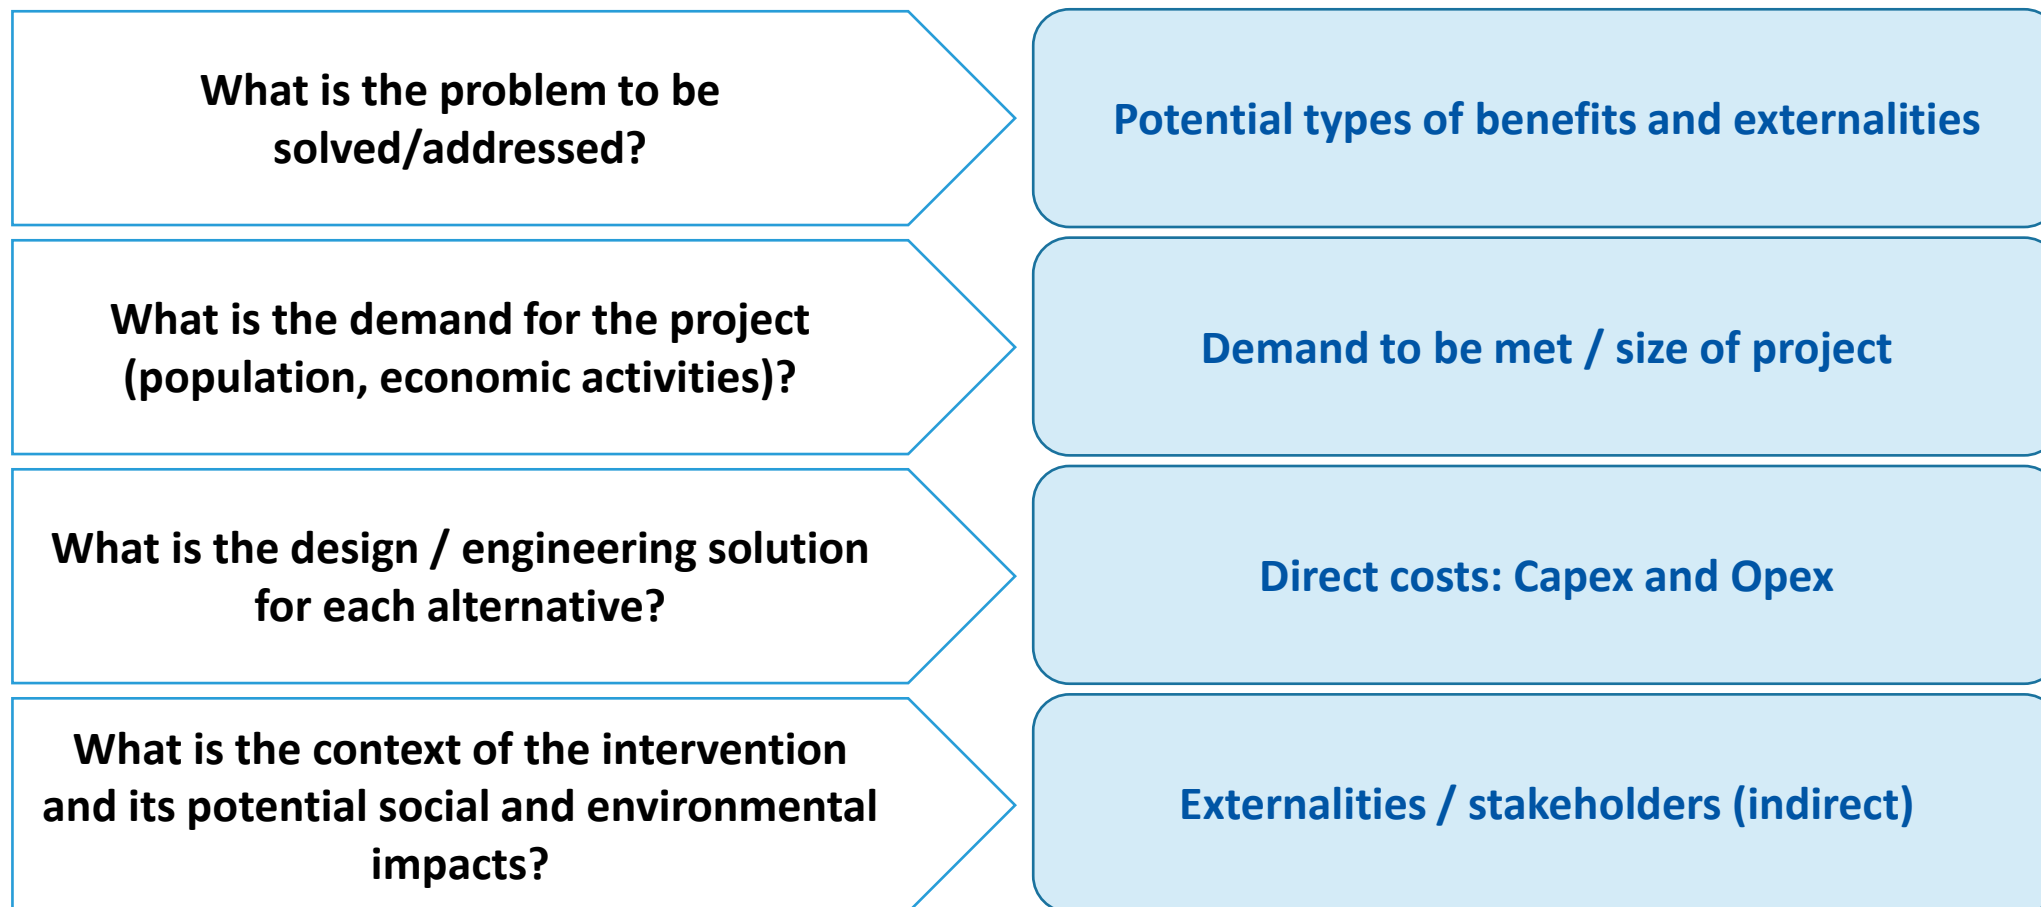 What is the problem to be
solved/addressed?
Potential types of benefits and externalities
What is the demand for the project
(population, economic activities)?
Demand to be met / size of project
What is the design / engineering solution
for each alternative?
Direct costs: Capex and Opex
What is the context of the intervention
and its potential social and environmental
impacts?
Externalities / stakeholders (indirect)